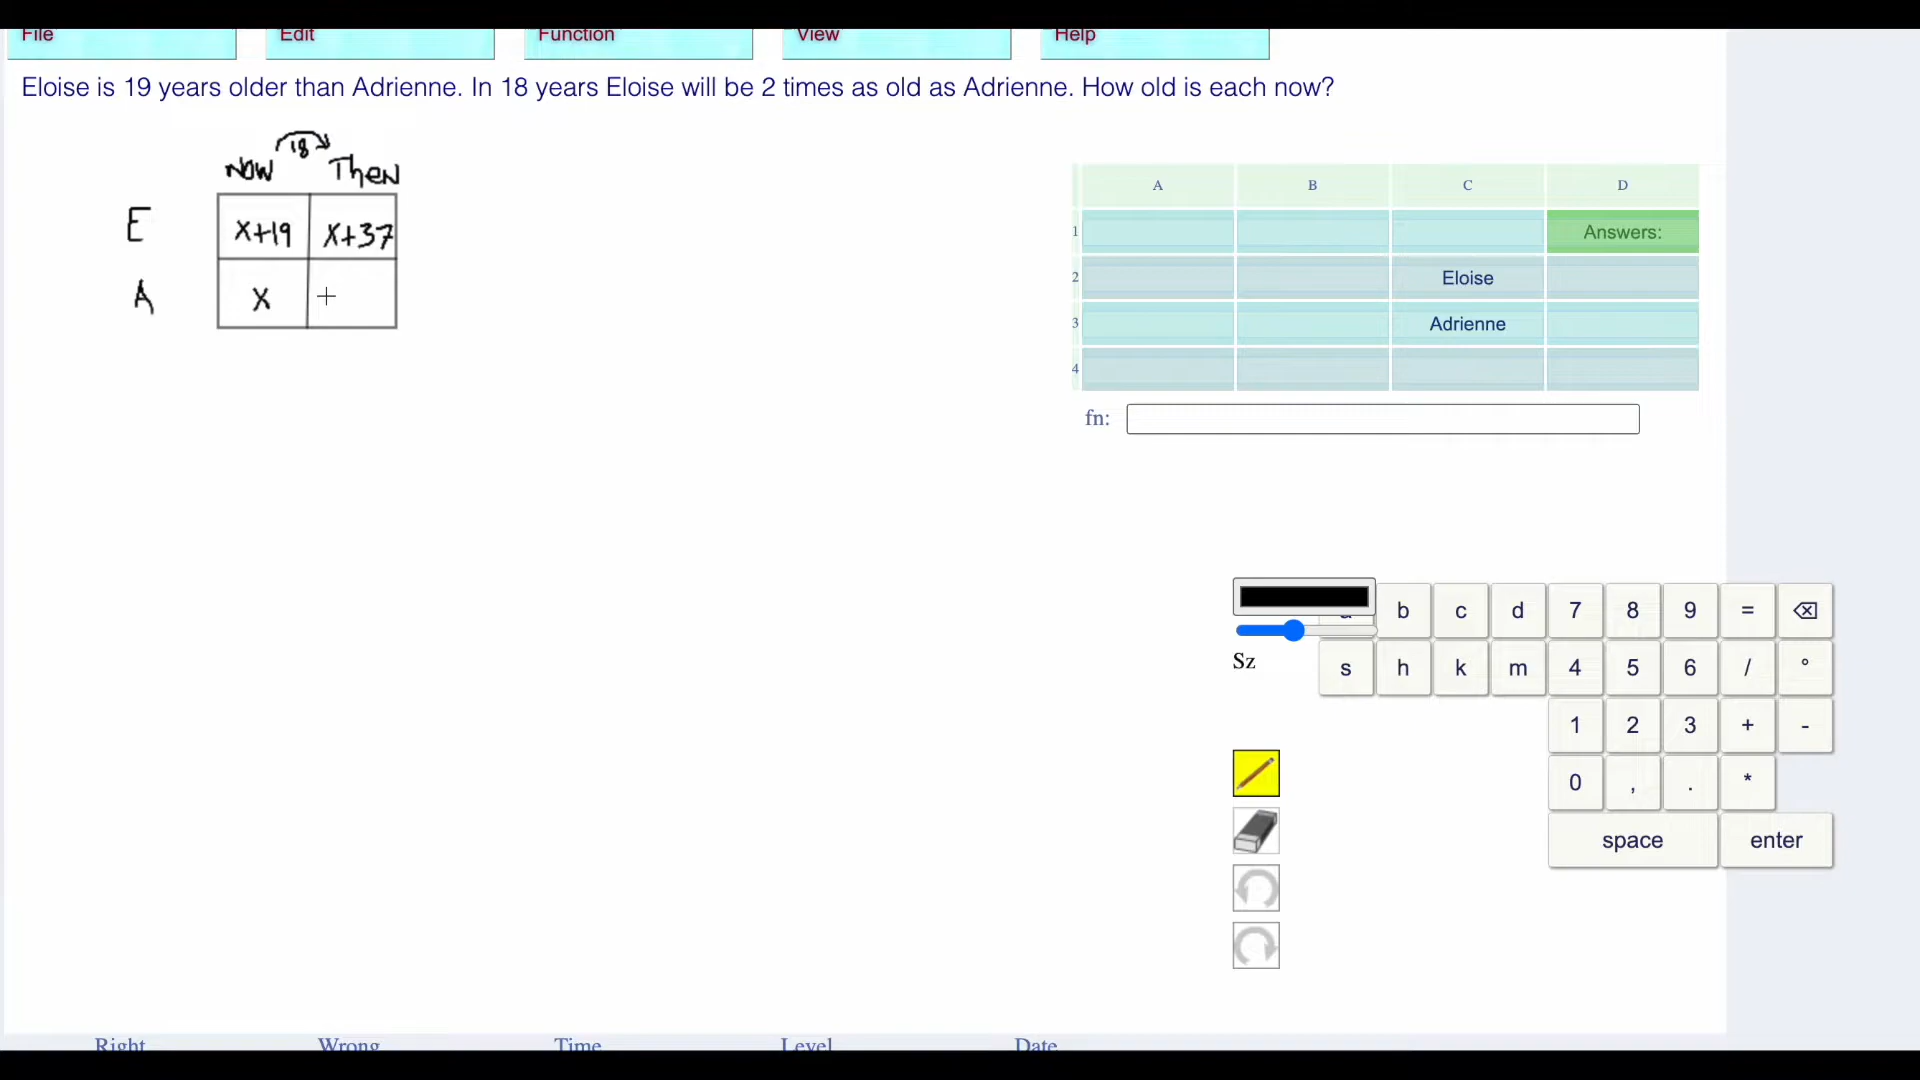 File Edit Function View Help
Eloise is 19 years older than Adrienne. In 18 years Eloise will be 2 times as old as Adrienne. How old is each now?
18
Now Then
E x+19 x+37
A x
A B C D
1 Answers:
2 Eloise
3 Adrienne
4
fn:
b c d 7 8 9 = ⌫
Sz
s h k m 4 5 6 / °
1 2 3 + -
0 , . *
space enter
Right Wrong Time Level Date